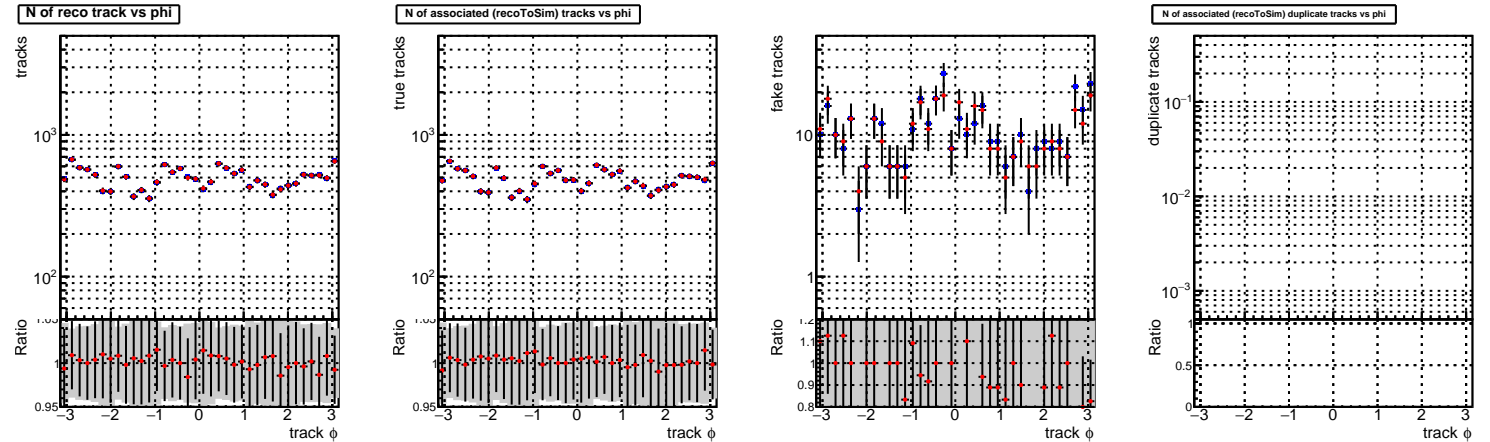 N of reco track vs phi
tracks
10³
10²
Ratio
1.05
1
0.95
−3 −2 −1 0 1 2 3
track ϕ
N of associated (recoToSim) tracks vs phi
true tracks
10³
10²
Ratio
1.05
1
0.95
−3 −2 −1 0 1 2 3
track ϕ
fake tracks
10
1
Ratio
1.2
1.1
1
0.9
0.8
−3 −2 −1 0 1 2 3
track ϕ
N of associated (recoToSim) duplicate tracks vs phi
duplicate tracks
10⁻¹
10⁻²
10⁻³
Ratio
1
0.5
0
−3 −2 −1 0 1 2 3
track ϕ